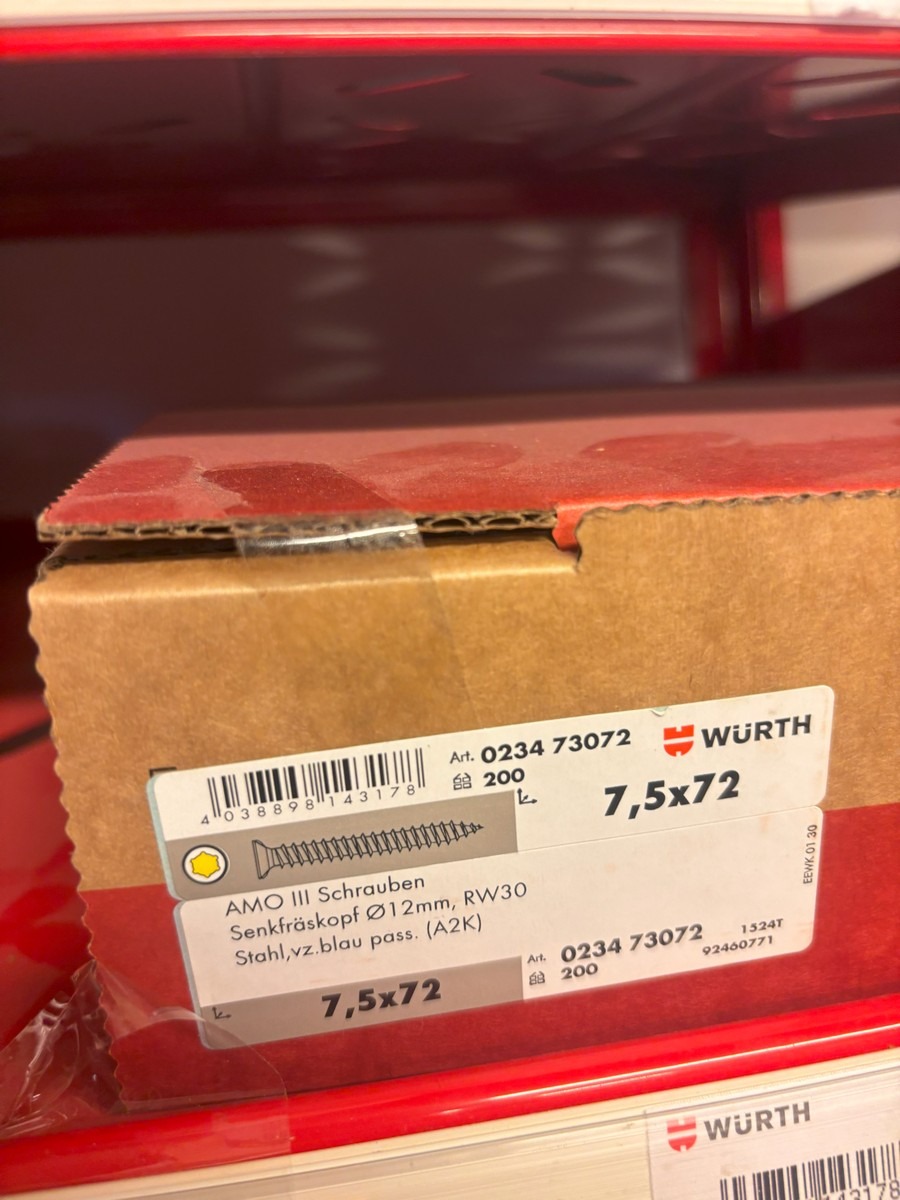 Art. 0234 73072
200
WÜRTH
7,5x72
4 038898 143178
AMO III Schrauben
Senkfräskopf Ø12mm, RW30
Stahl,vz.blau pass. (A2K)
7,5x72
Art. 0234 73072
200
1524T
92460771
EEWK 01 30
WÜRTH